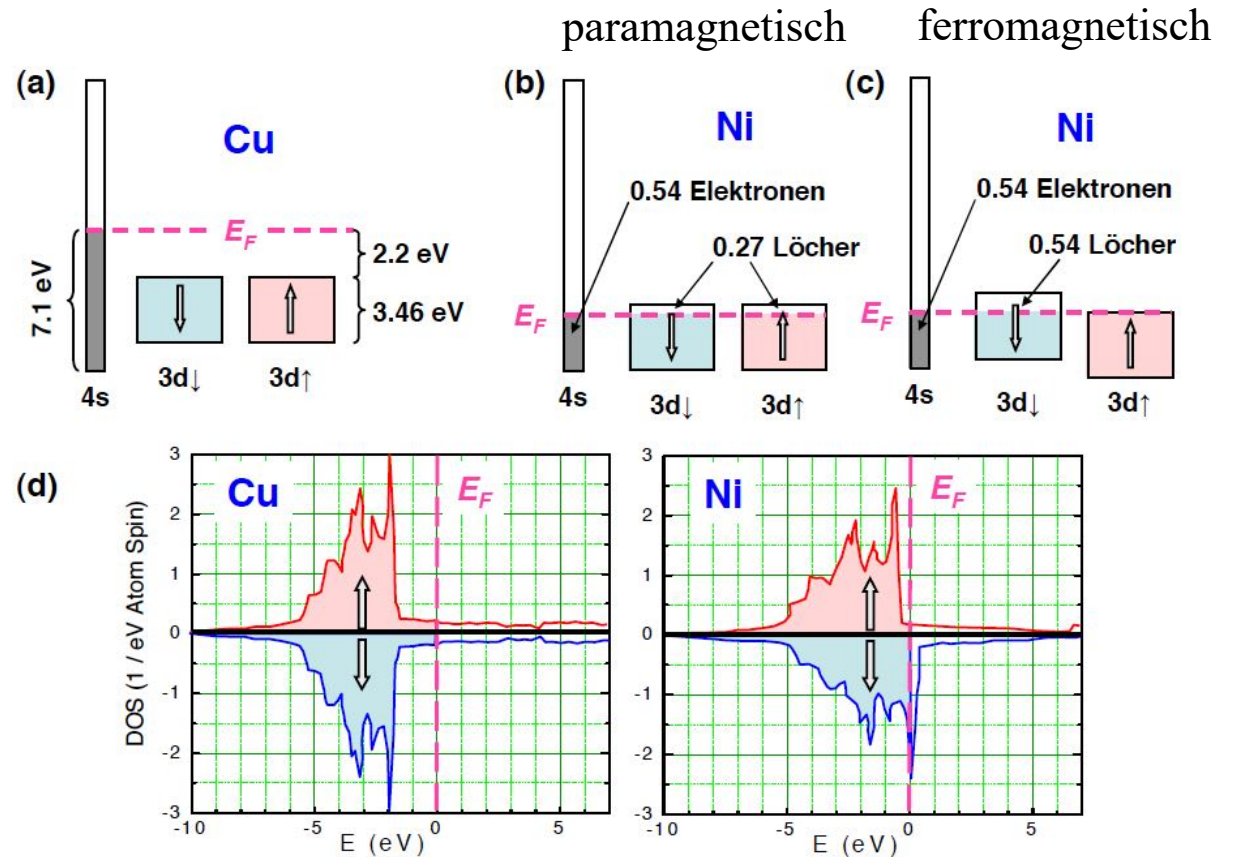 paramagnetisch
ferromagnetisch
(a)
Cu
E_F
7.1 eV
2.2 eV
3.46 eV
4s
3d↓
3d↑
(b)
Ni
0.54 Elektronen
0.27 Löcher
E_F
4s
3d↓
3d↑
(c)
Ni
0.54 Elektronen
0.54 Löcher
E_F
4s
3d↓
3d↑
(d)
DOS (1 / eV Atom Spin)
Cu
E_F
3
2
1
0
-1
-2
-3
-10
-5
0
5
E (eV)
Ni
E_F
3
2
1
0
-1
-2
-3
-10
-5
0
5
E (eV)